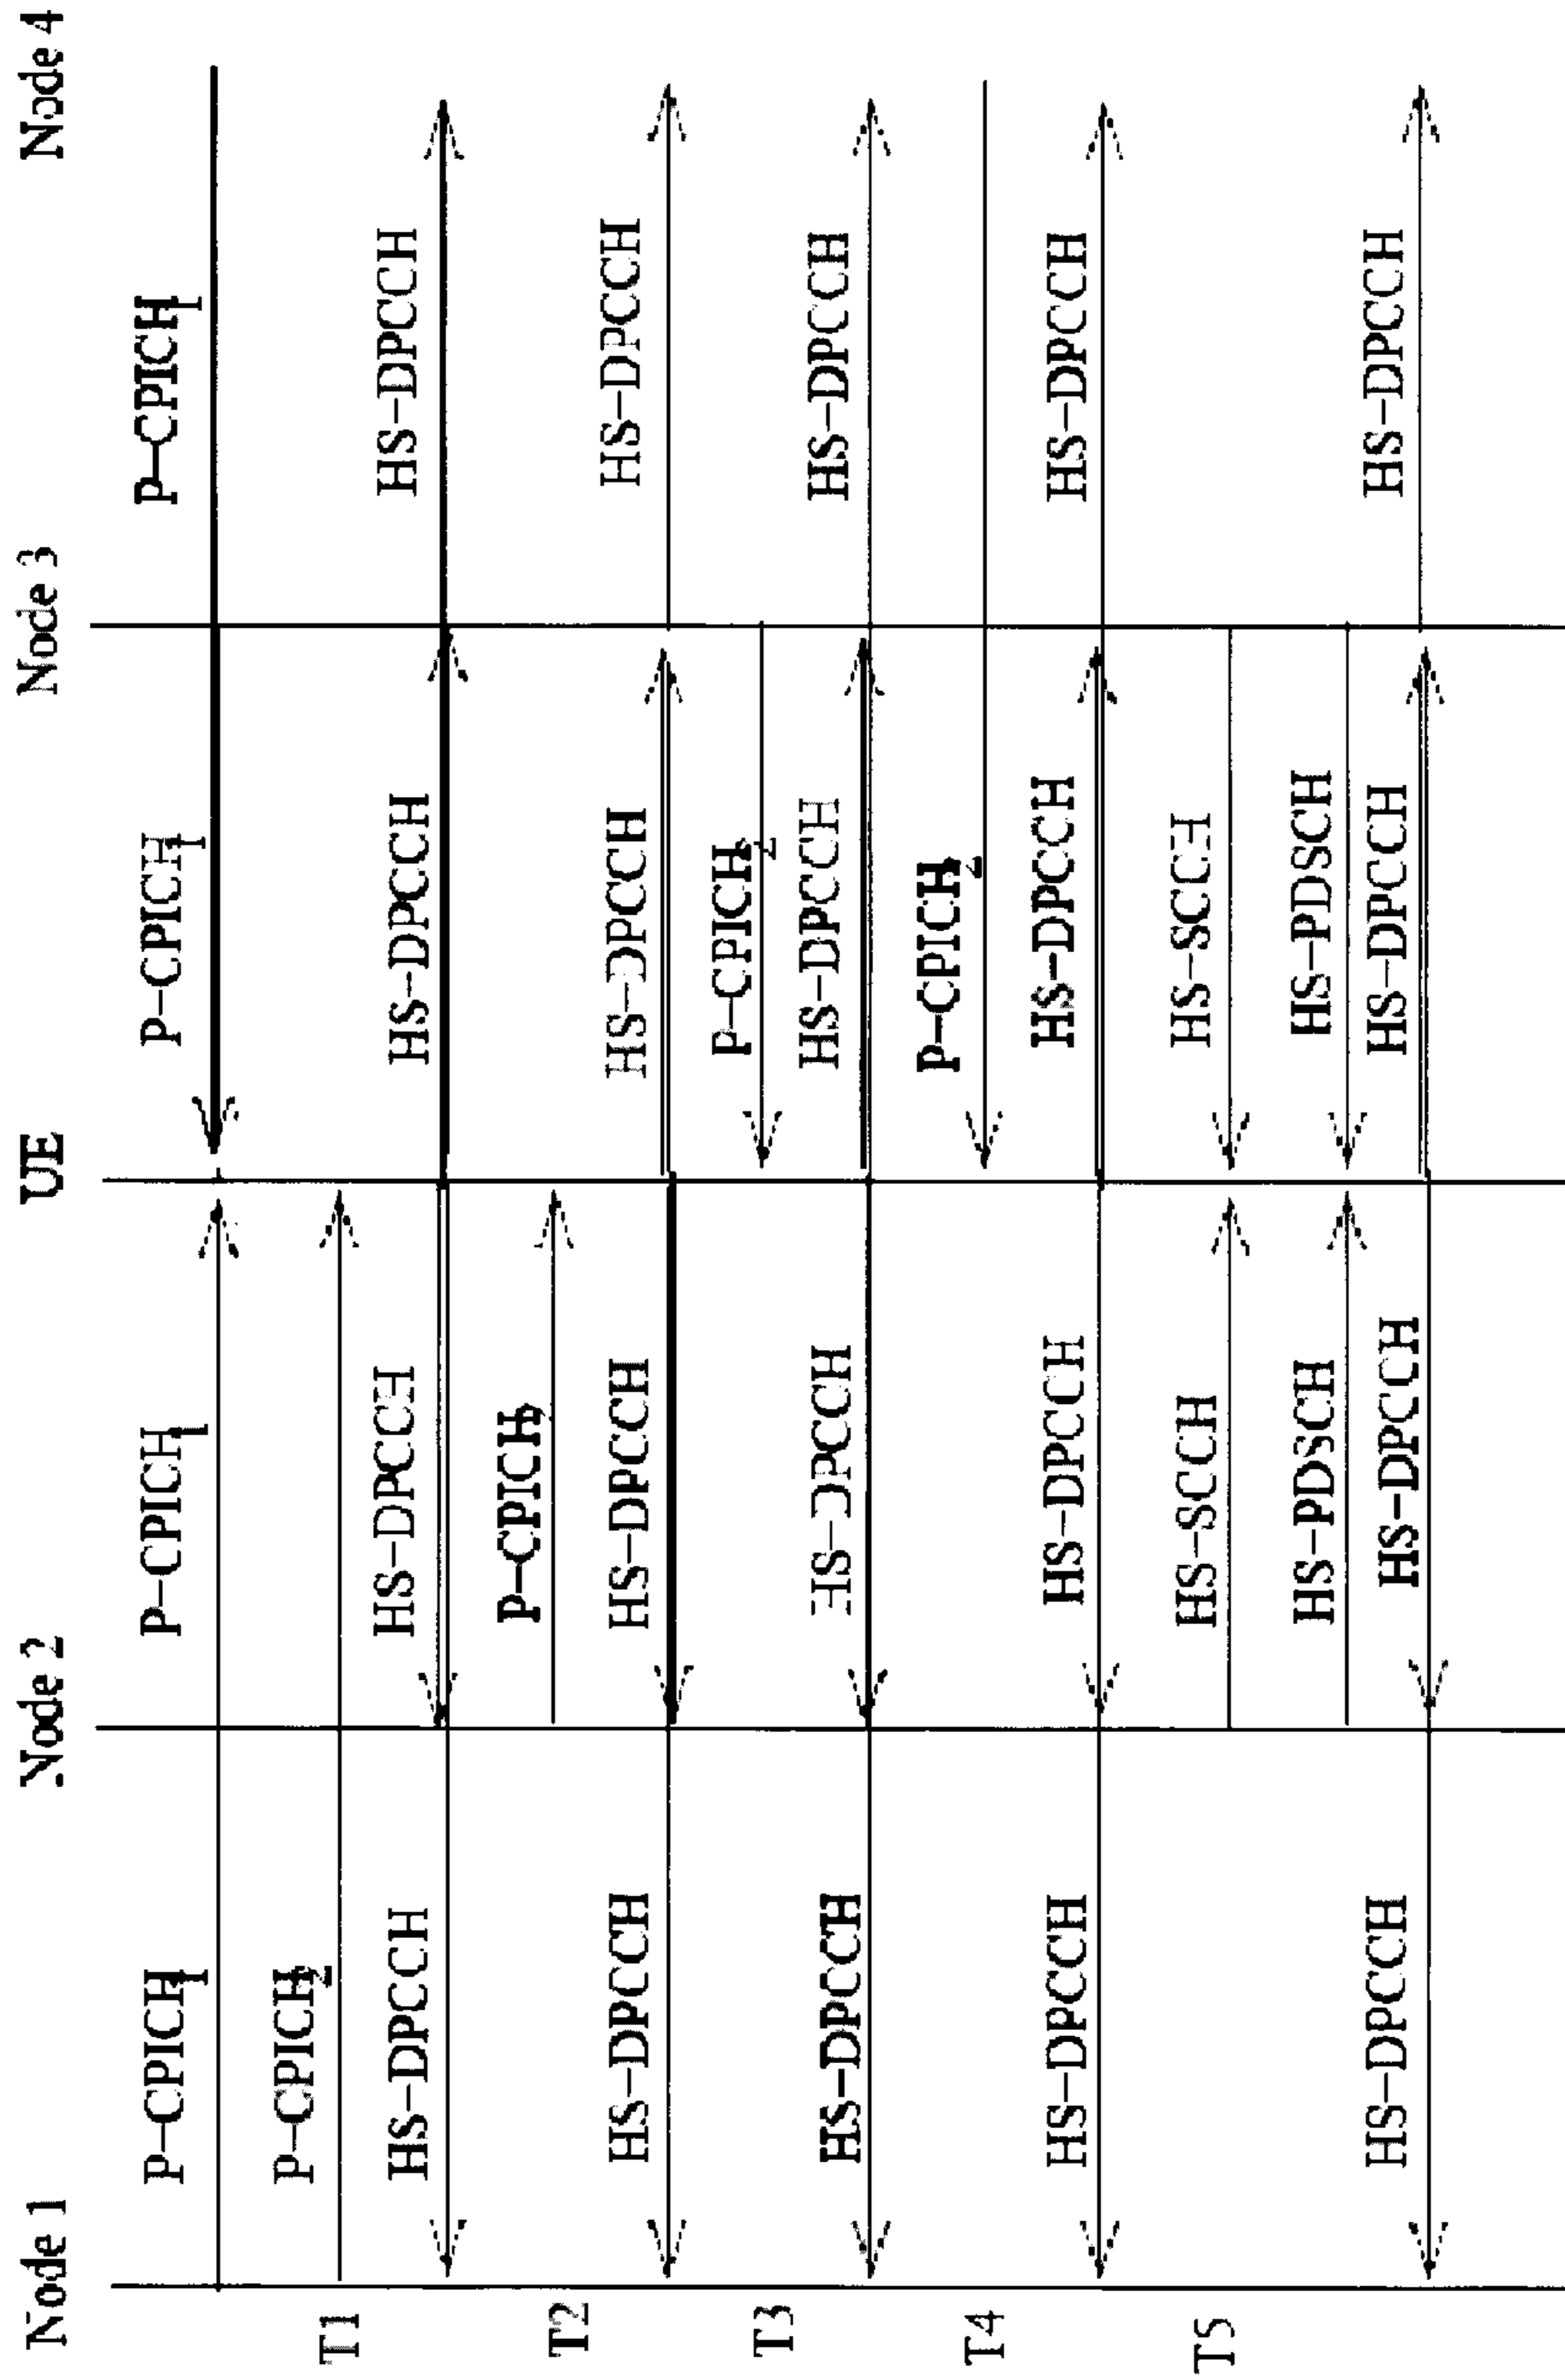 Node 1
Node 2
UE
Node 3
Node 4
P-CPICH1
P-CPICH1
P-CPICH1
P-CPICH1
T1
P-CPICH2
HS-DPCCH
HS-DPCCH
HS-DPCCH
HS-DPCCH
T2
P-CPICH2
HS-DPCCH
HS-DPCCH
HS-DPCCH
HS-DPCCH
T3
P-CPICH2
HS-DPCCH
HS-DPCCH
HS-DPCCH
HS-DPCCH
T4
P-CPICH2
HS-DPCCH
HS-DPCCH
HS-DPCCH
HS-DPCCH
T5
HS-SCCH
HS-SCCH
HS-PDSCH
HS-PDSCH
HS-DPCCH
HS-DPCCH
HS-DPCCH
HS-DPCCH